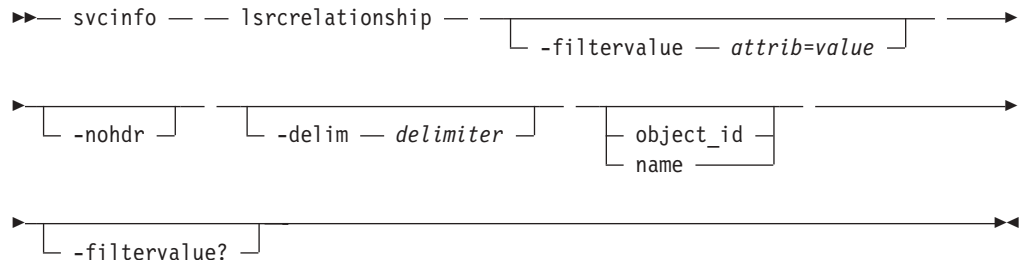 svcinfo lsrcrelationship
-filtervalue attrib=value
-nohdr -delim delimiter object_id
name
-filtervalue?